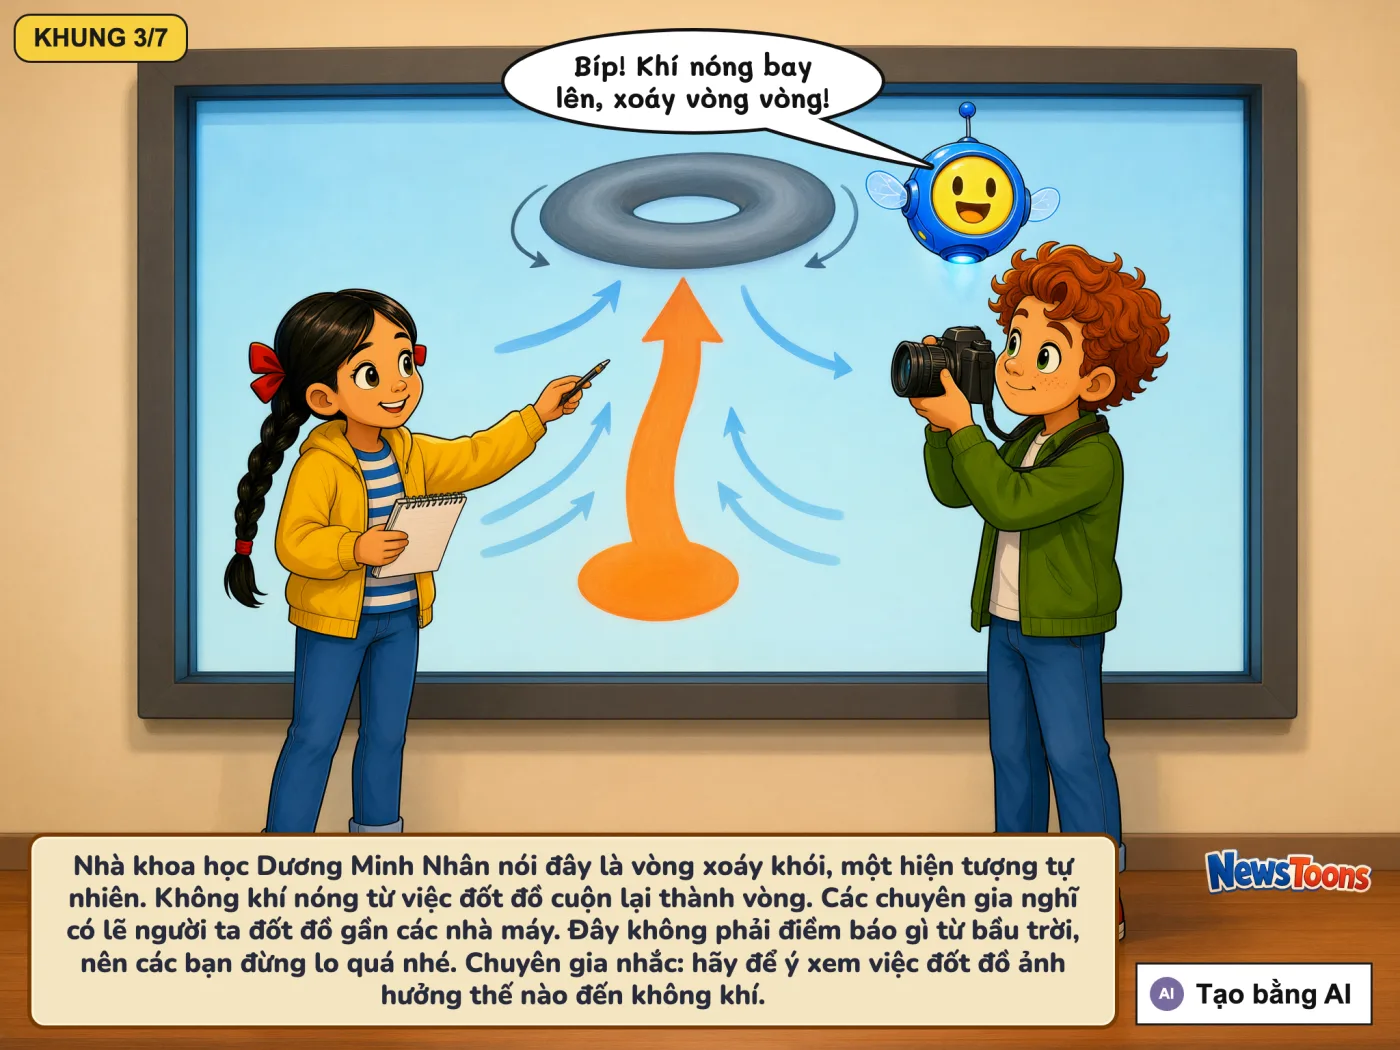 KHUNG 3/7
Bíp! Khí nóng bay
lên, xoáy vòng vòng!
Nhà khoa học Dương Minh Nhân nói đây là vòng xoáy khói, một hiện tượng tự
nhiên. Không khí nóng từ việc đốt đồ cuộn lại thành vòng. Các chuyên gia nghĩ
có lẽ người ta đốt đồ gần các nhà máy. Đây không phải điềm báo gì từ bầu trời,
nên các bạn đừng lo quá nhé. Chuyên gia nhắc: hãy để ý xem việc đốt đồ ảnh
hưởng thế nào đến không khí.
NewsToons
AI Tạo bằng AI